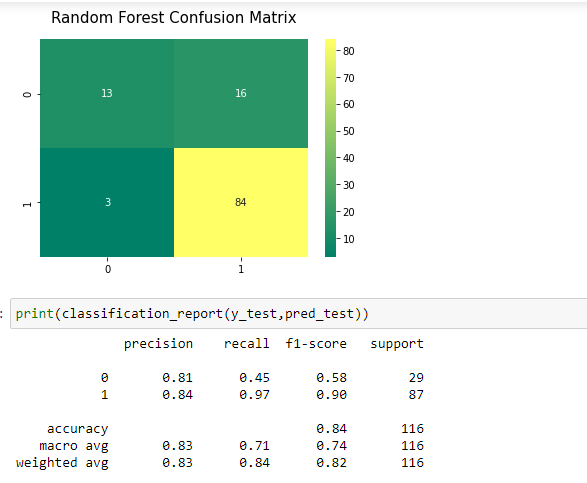 Random Forest Confusion Matrix
0 13 16
1 3 84
0 1
80
70
60
50
40
30
20
10
: print(classification_report(y_test,pred_test))
precision recall f1-score support
0 0.81 0.45 0.58 29
1 0.84 0.97 0.90 87
accuracy 0.84 116
macro avg 0.83 0.71 0.74 116
weighted avg 0.83 0.84 0.82 116